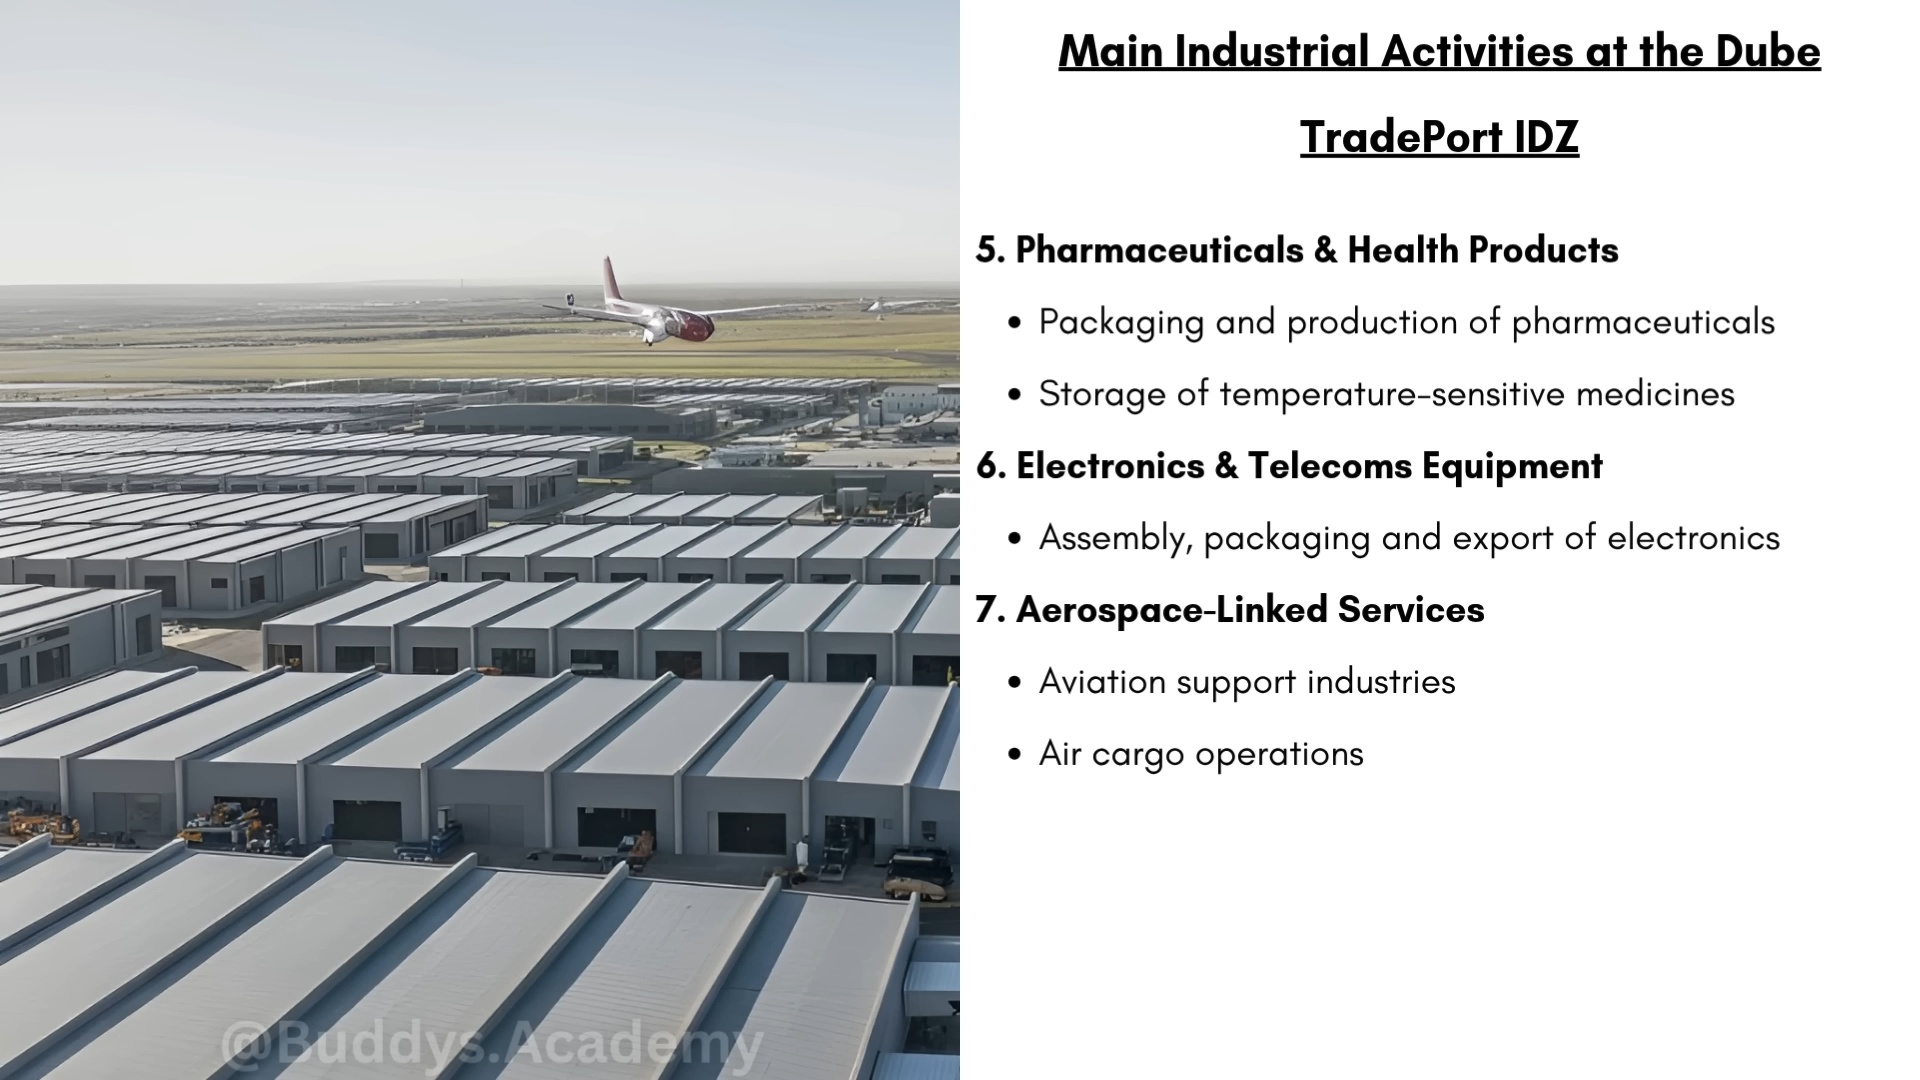 Main Industrial Activities at the Dube
TradePort IDZ
5. Pharmaceuticals & Health Products
• Packaging and production of pharmaceuticals
• Storage of temperature-sensitive medicines
6. Electronics & Telecoms Equipment
• Assembly, packaging and export of electronics
7. Aerospace-Linked Services
• Aviation support industries
• Air cargo operations
@Buddys.Academy